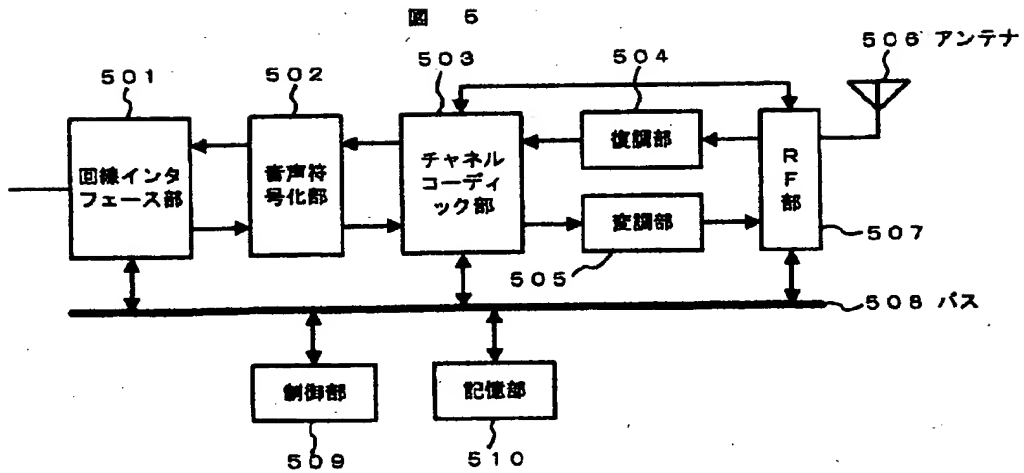 図 5
501
回線インタ
フェース部
502
音声符
号化部
503
チャネル
コーディ
ック部
504
復調部
変調部
505
506 アンテナ
RF部
507
508 バス
制御部
509
記憶部
510